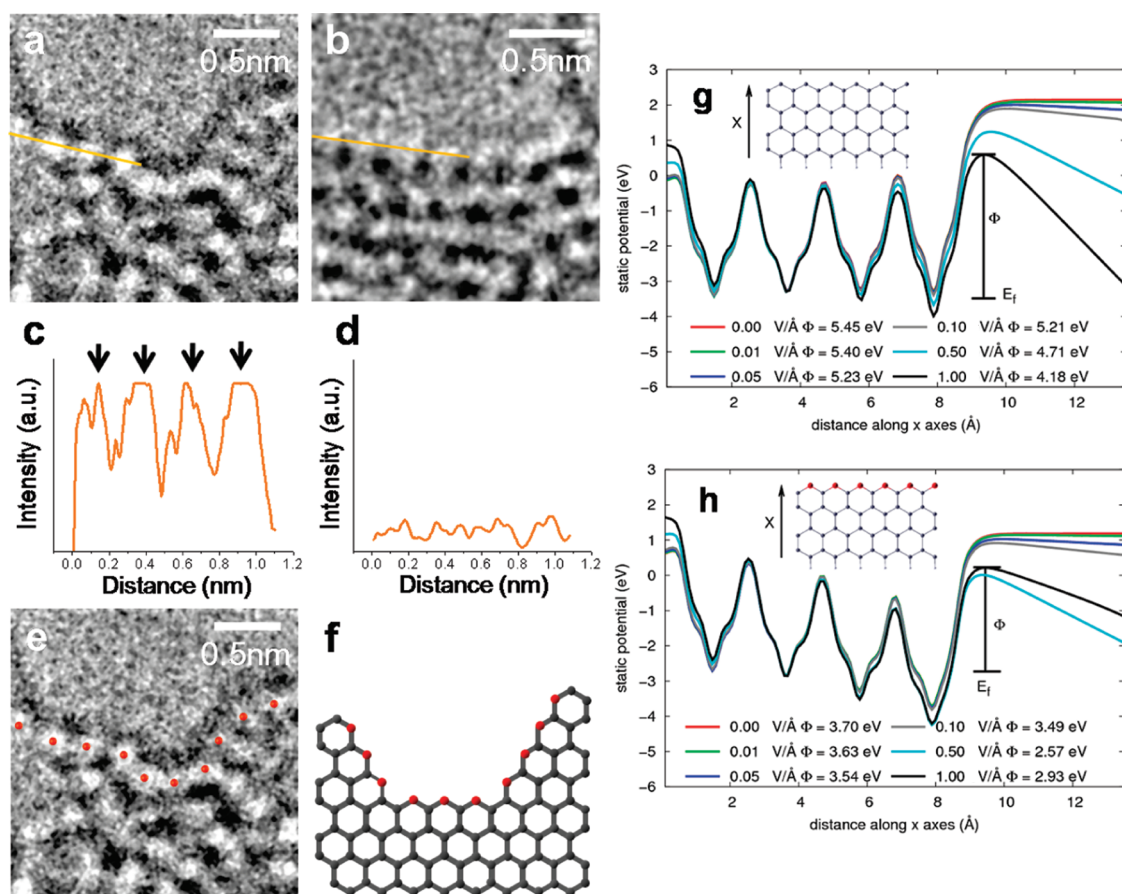 a
0.5nm
b
0.5nm
c
Intensity (a.u.)
0.0 0.2 0.4 0.6 0.8 1.0 1.2
Distance (nm)
d
Intensity (a.u.)
0.0 0.2 0.4 0.6 0.8 1.0 1.2
Distance (nm)
e
0.5nm
f
g
static potential (eV)
3
2
1
0
-1
-2
-3
-4
-5
-6
X
Φ
E_f
0.00 V/Å Φ = 5.45 eV
0.01 V/Å Φ = 5.40 eV
0.05 V/Å Φ = 5.23 eV
0.10 V/Å Φ = 5.21 eV
0.50 V/Å Φ = 4.71 eV
1.00 V/Å Φ = 4.18 eV
2 4 6 8 10 12
distance along x axes (Å)
h
static potential (eV)
3
2
1
0
-1
-2
-3
-4
-5
-6
X
Φ
E_f
0.00 V/Å Φ = 3.70 eV
0.01 V/Å Φ = 3.63 eV
0.05 V/Å Φ = 3.54 eV
0.10 V/Å Φ = 3.49 eV
0.50 V/Å Φ = 2.57 eV
1.00 V/Å Φ = 2.93 eV
2 4 6 8 10 12
distance along x axes (Å)